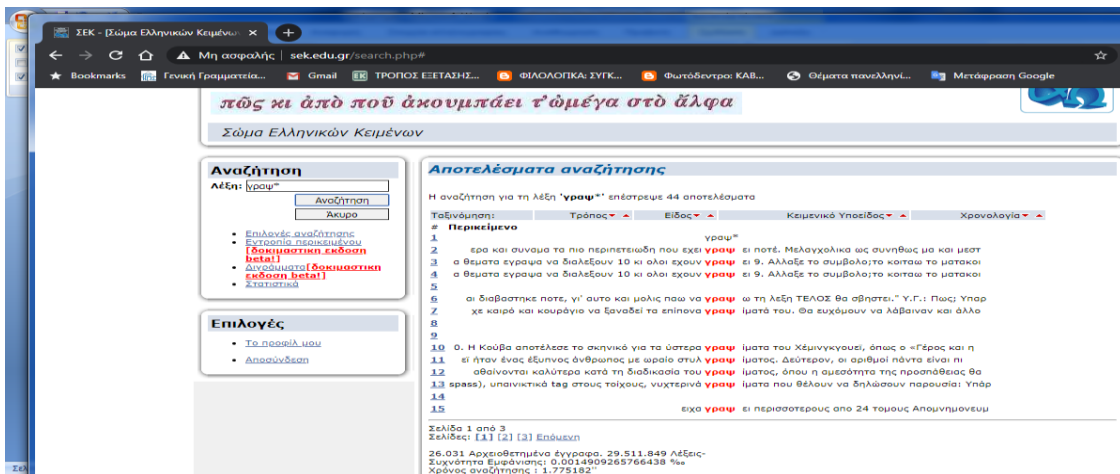 ΣΕΚ - [Σώμα Ελληνικών Κειμένων
Μη ασφαλής | sek.edu.gr/search.php#
Bookmarks Γενική Γραμματεία... Gmail ΤΡΟΠΟΣ ΕΞΕΤΑΣΗΣ... ΦΙΛΟΛΟΓΙΚΑ: ΣΥΓΚ... Φωτόδεντρο: ΚΑΒ... Θέματα πανελλήνι... Μετάφραση Google
πῶς κι ἀπὸ ποῦ ἀκουμπάει τ'ὠμέγα στὸ ἄλφα
Σώμα Ελληνικών Κειμένων
Αναζήτηση
Λέξη: γραψ*
Αναζήτηση
Άκυρο
Επιλογές αναζήτησης
Εντροπία περικειμένου
[δοκιμαστικη εκδοση
beta!]
Διγράμματα[δοκιμαστικη
εκδοση beta!]
Στατιστικά
Επιλογές
Το προφίλ μου
Αποσύνδεση
Αποτελέσματα αναζήτησης
Η αναζήτηση για τη λέξη 'γραψ*' επέστρεψε 44 αποτελέσματα
Ταξινόμηση: Τρόπος Είδος Κειμενικό Υποείδος Χρονολογία
# Περικείμενο
1 γραψ*
2 ερα και συναμα τα πιο περιπετειωδη που εχει γραψ ει ποτέ. Μελαγχολικα ως συνηθως μα και μεστ
3 α θεματα εγραψα να διαλεξουν 10 κι ολοι εχουν γραψ ει 9. Αλλαξε το συμβολο;το κοιταω το ματακοι
4 α θεματα εγραψα να διαλεξουν 10 κι ολοι εχουν γραψ ει 9. Αλλαξε το συμβολο;το κοιταω το ματακοι
5
6 αι διαβαστηκε ποτε, γι' αυτο και μολις παω να γραψ ω τη λεξη ΤΕΛΟΣ θα σβηστει." Υ.Γ.: Πως; Υπαρ
7 χε καιρό και κουράγιο να ξαναδεί τα επίπονα γραψ ίματά του. Θα ευχόμουν να λάβαιναν και άλλο
8
9
10 0. Η Κούβα αποτέλεσε το σκηνικό για τα ύστερα γραψ ίματα του Χέμινγκγουεϊ, όπως ο «Γέρος και η
11 εϊ ήταν ένας έξυπνος άνθρωπος με ωραίο στυλ γραψ ίματος. Δεύτερον, οι αριθμοί πάντα είναι πι
12 αθαίνονται καλύτερα κατά τη διαδικασία του γραψ ίματος, όπου η αμεσότητα της προσπάθειας θα
13 spass), υπαινικτικά tag στους τοίχους, νυχτερινά γραψ ίματα που θέλουν να δηλώσουν παρουσία: Υπάρ
14
15 ειχα γραψ ει περισσοτερους απο 24 τομους Απομνημονευμ
Σελίδα 1 από 3
Σελίδες: [1] [2] [3] Επόμενη
26.031 Αρχειοθετημένα έγγραφα. 29.511.849 Λέξεις-
Συχνότητα Εμφάνισης: 0.0014909265766438 ‰
Χρόνος αναζήτησης : 1.775182''